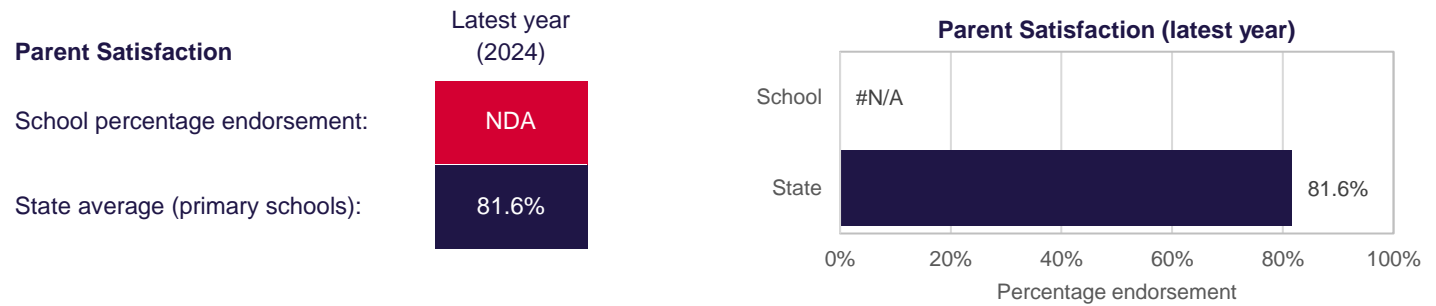 Latest year
(2024)
Parent Satisfaction
School percentage endorsement:
NDA
State average (primary schools):
81.6%
Parent Satisfaction (latest year)
School
#N/A
State
81.6%
0%
20%
40%
60%
80%
100%
Percentage endorsement